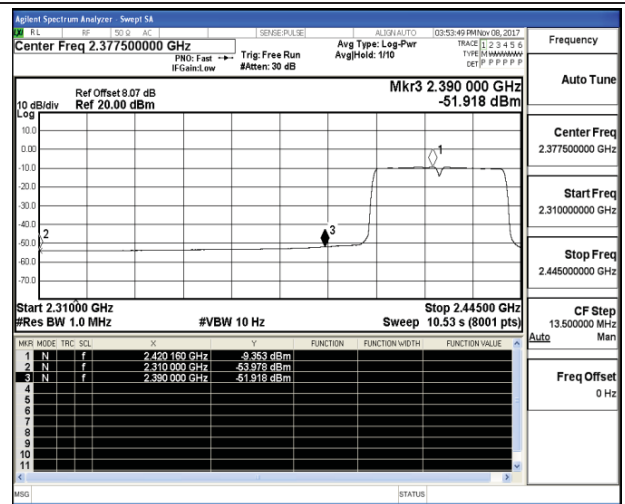 Agilent Spectrum Analyzer - Swept SA
RL RF 50 Ω AC SENSE:PULSE ALIGN AUTO 03:53:49 PM Nov 08, 2017
Center Freq 2.377500000 GHz
PNO: Fast
IFGain:Low
Trig: Free Run
#Atten: 30 dB
Avg Type: Log-Pwr
Avg|Hold: 1/10
TRACE 1 2 3 4 5 6
TYPE M WWWWW
DET P P P P P P
Frequency
Auto Tune
Ref Offset 8.07 dB
Ref 20.00 dBm
Mkr3 2.390 000 GHz
-51.918 dBm
10 dB/div
Log
10.0
0.00
-10.0
-20.0
-30.0
-40.0
-50.0
-60.0
-70.0
1
2
3
Center Freq
2.377500000 GHz
Start Freq
2.310000000 GHz
Stop Freq
2.445000000 GHz
CF Step
13.500000 MHz
Auto Man
Freq Offset
0 Hz
Start 2.31000 GHz Stop 2.44500 GHz
#Res BW 1.0 MHz #VBW 10 Hz Sweep 10.53 s (8001 pts)
MKR MODE TRC SCL X Y FUNCTION FUNCTION WIDTH FUNCTION VALUE
1 N f 2.420 160 GHz -9.353 dBm
2 N f 2.310 000 GHz -53.978 dBm
3 N f 2.390 000 GHz -51.918 dBm
4
5
6
7
8
9
10
11
MSG STATUS